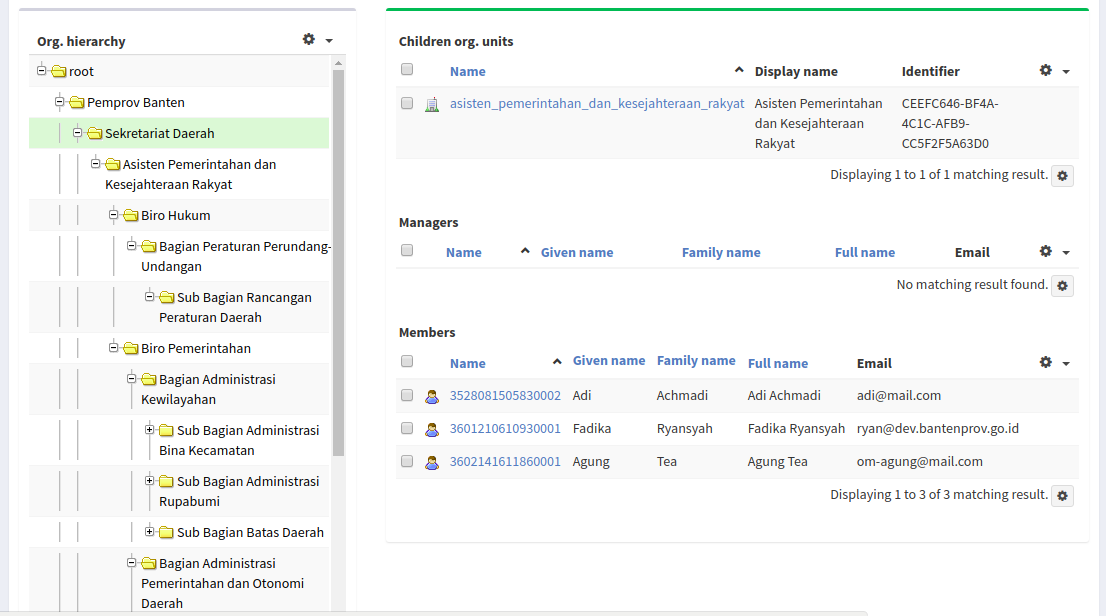 Org. hierarchy
root
Pemprov Banten
Sekretariat Daerah
Asisten Pemerintahan dan
Kesejahteraan Rakyat
Biro Hukum
Bagian Peraturan Perundang-
Undangan
Sub Bagian Rancangan
Peraturan Daerah
Biro Pemerintahan
Bagian Administrasi
Kewilayahan
Sub Bagian Administrasi
Bina Kecamatan
Sub Bagian Administrasi
Rupabumi
Sub Bagian Batas Daerah
Bagian Administrasi
Pemerintahan dan Otonomi
Daerah
Children org. units
Name Display name Identifier
asisten_pemerintahan_dan_kesejahteraan_rakyat Asisten Pemerintahan CEEFC646-BF4A-
dan Kesejahteraan 4C1C-AFB9-
Rakyat CC5F2F5A63D0
Displaying 1 to 1 of 1 matching result.
Managers
Name Given name Family name Full name Email
No matching result found.
Members
Name Given name Family name Full name Email
3528081505830002 Adi Achmadi Adi Achmadi adi@mail.com
3601210610930001 Fadika Ryansyah Fadika Ryansyah ryan@dev.bantenprov.go.id
3602141611860001 Agung Tea Agung Tea om-agung@mail.com
Displaying 1 to 3 of 3 matching result.